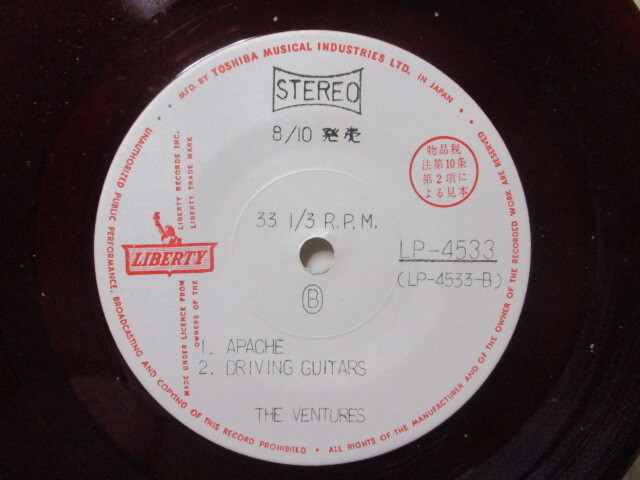 • MFD. BY TOSHIBA MUSICAL INDUSTRIES LTD. IN JAPAN
STEREO
8/10 発売
物品税
法第10条
第2項に
よる見本
33 1/3 R.P.M.
LP-4533
(LP-4533-B)
LIBERTY
LIBERTY RECORDS INC.
LIBERTY TRADE MARK
MADE UNDER LICENCE FROM
OWNERS OF THE
B
1. APACHE
2. DRIVING GUITARS
THE VENTURES
UNAUTHORIZED PUBLIC PERFORMANCE, BROADCASTING AND COPYING OF THIS RECORD PROHIBITED • ALL RIGHTS OF THE MANUFACTURER AND OF THE OWNER OF THE RECORDED WORK ARE RESERVED